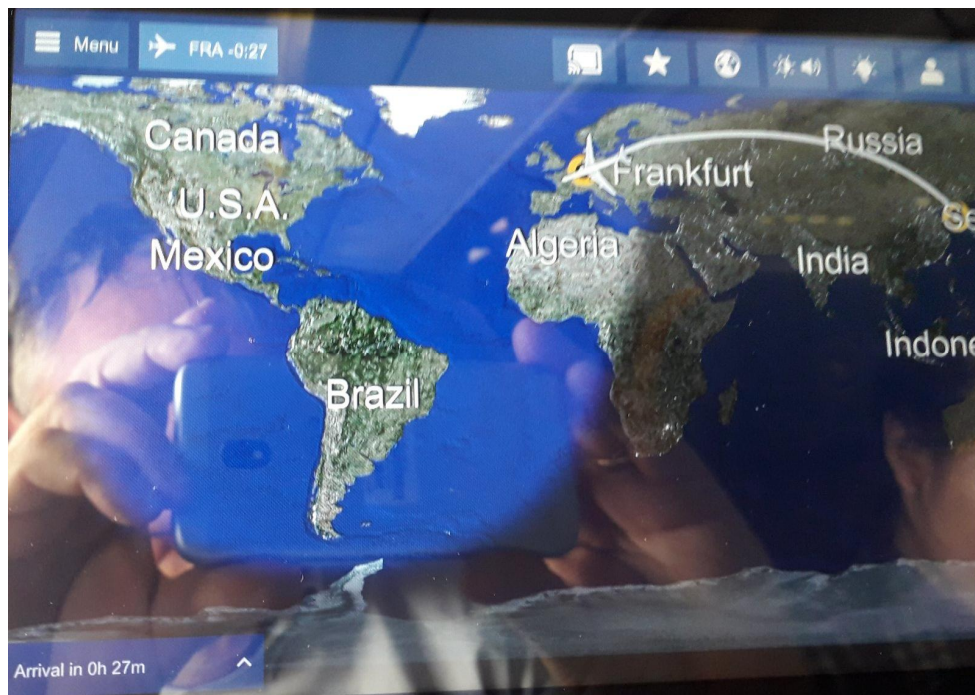 Menu
FRA -0:27
Canada
Russia
Frankfurt
U.S.A.
Algeria
Mexico
India
Brazil
Arrival in 0h 27m